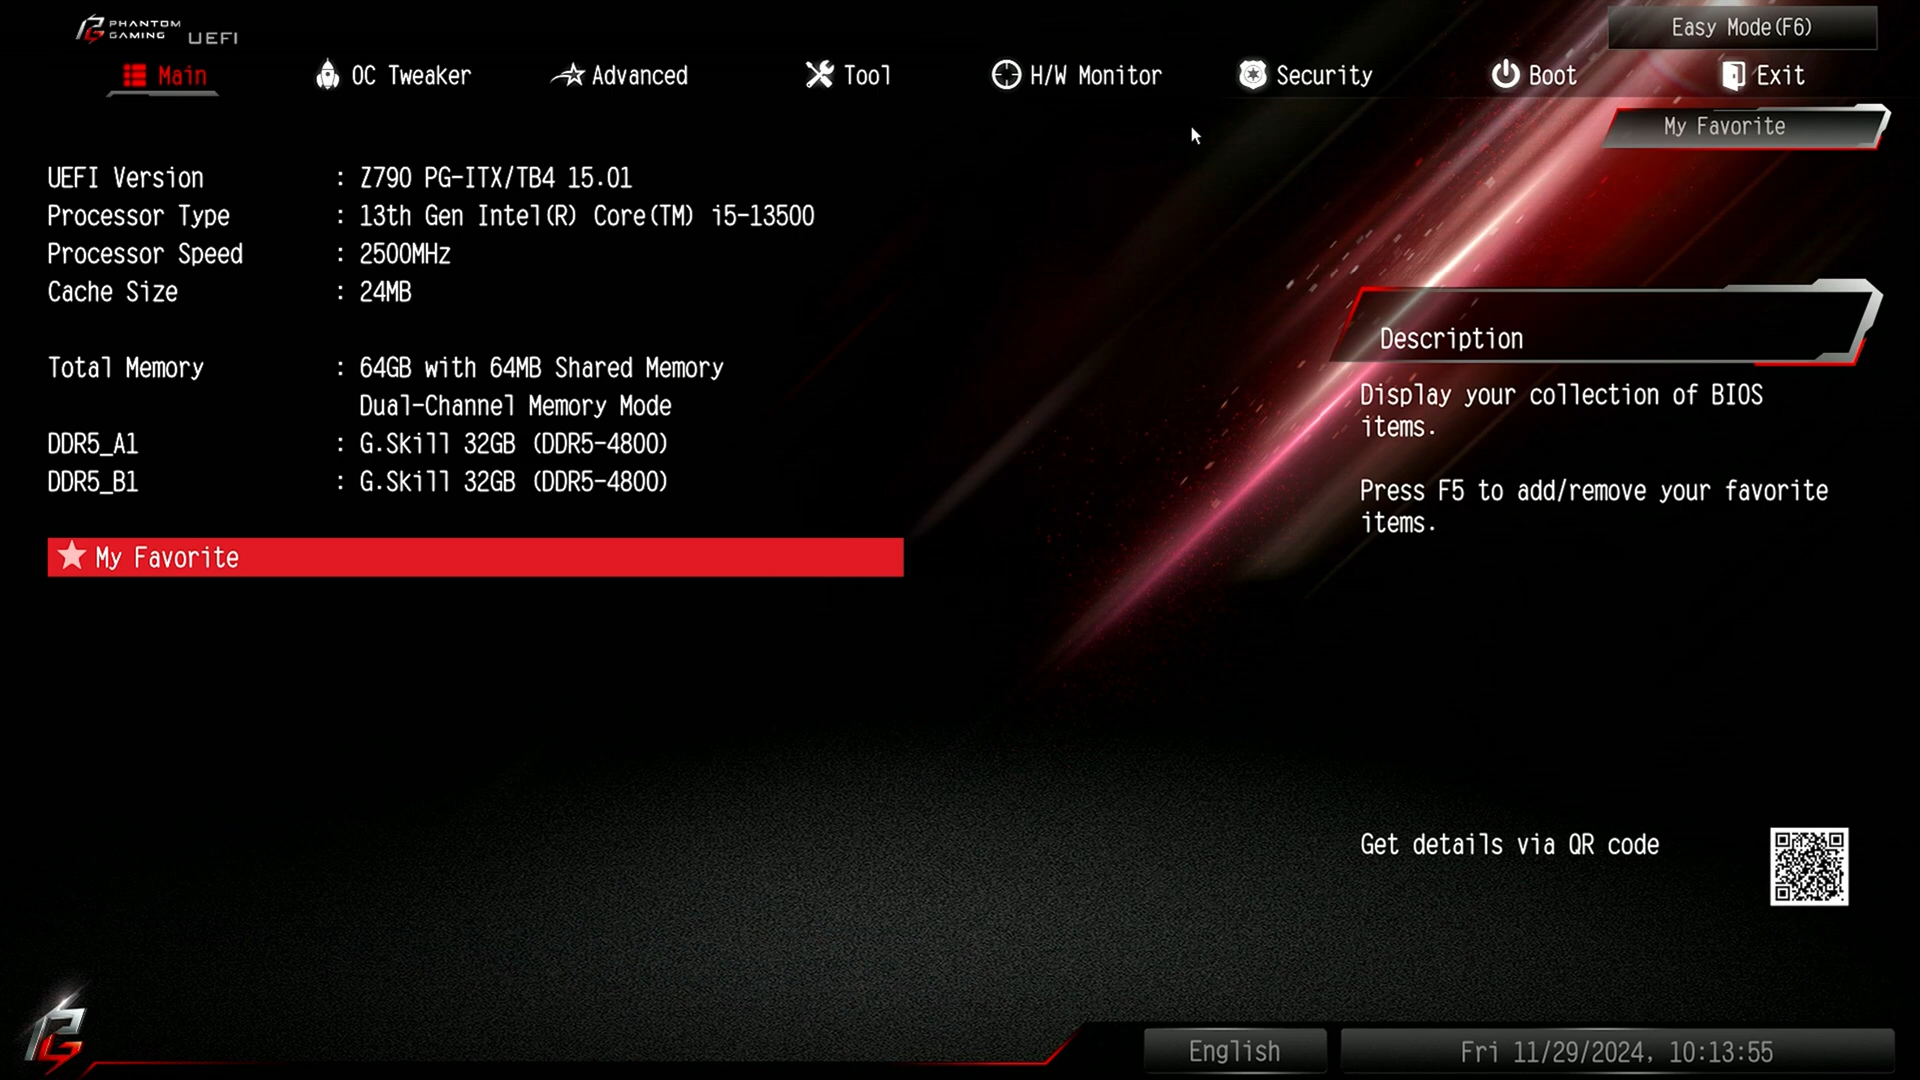 PHANTOM GAMING UEFI
Easy Mode(F6)
Main OC Tweaker Advanced Tool H/W Monitor Security Boot Exit
My Favorite
UEFI Version : Z790 PG-ITX/TB4 15.01
Processor Type : 13th Gen Intel(R) Core(TM) i5-13500
Processor Speed : 2500MHz
Cache Size : 24MB
Total Memory : 64GB with 64MB Shared Memory
Dual-Channel Memory Mode
DDR5_A1 : G.Skill 32GB (DDR5-4800)
DDR5_B1 : G.Skill 32GB (DDR5-4800)
My Favorite
Description
Display your collection of BIOS
items.
Press F5 to add/remove your favorite
items.
Get details via QR code
English
Fri 11/29/2024, 10:13:55